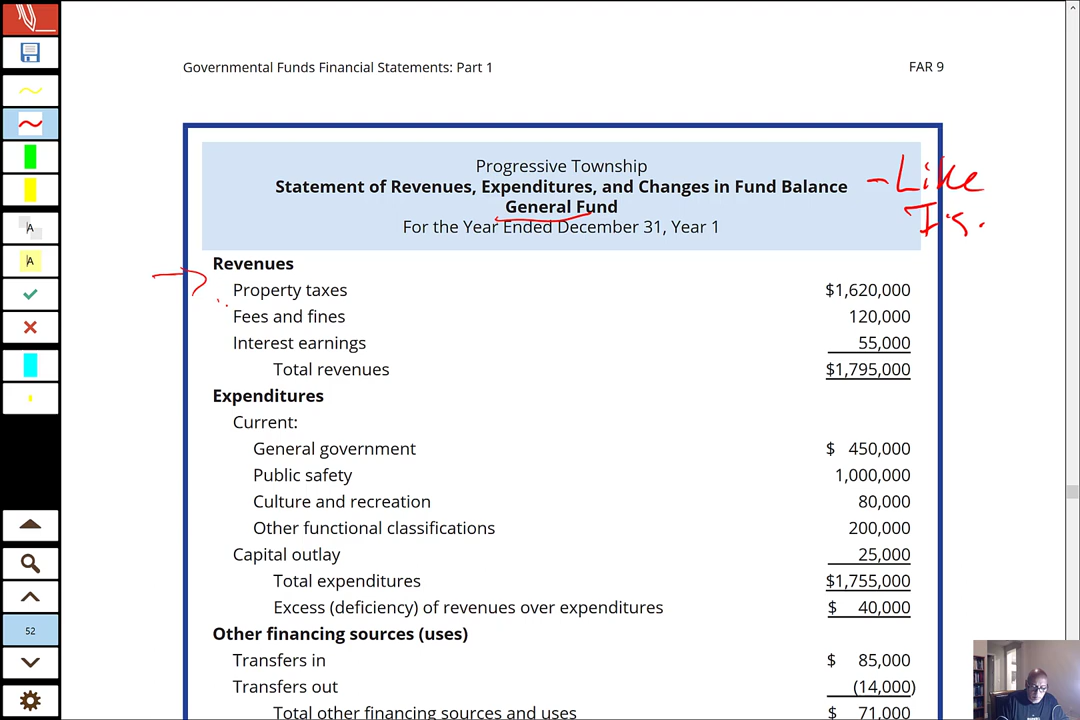 Governmental Funds Financial Statements: Part 1 FAR 9
Progressive Township
Statement of Revenues, Expenditures, and Changes in Fund Balance
General Fund
For the Year Ended December 31, Year 1
- Like
I.s.
Revenues
Property taxes $1,620,000
Fees and fines 120,000
Interest earnings 55,000
Total revenues $1,795,000
Expenditures
Current:
General government $ 450,000
Public safety 1,000,000
Culture and recreation 80,000
Other functional classifications 200,000
Capital outlay 25,000
Total expenditures $1,755,000
Excess (deficiency) of revenues over expenditures $ 40,000
Other financing sources (uses)
Transfers in $ 85,000
Transfers out (14,000)
Total other financing sources and uses $ 71,000
A
A
52